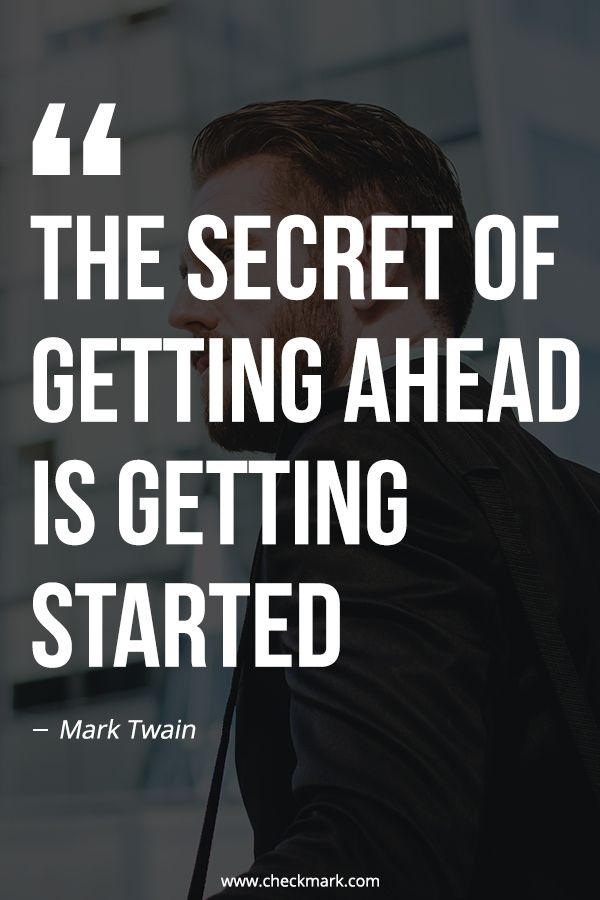 “
THE SECRET OF
GETTING AHEAD
IS GETTING
STARTED
– Mark Twain
www.checkmark.com